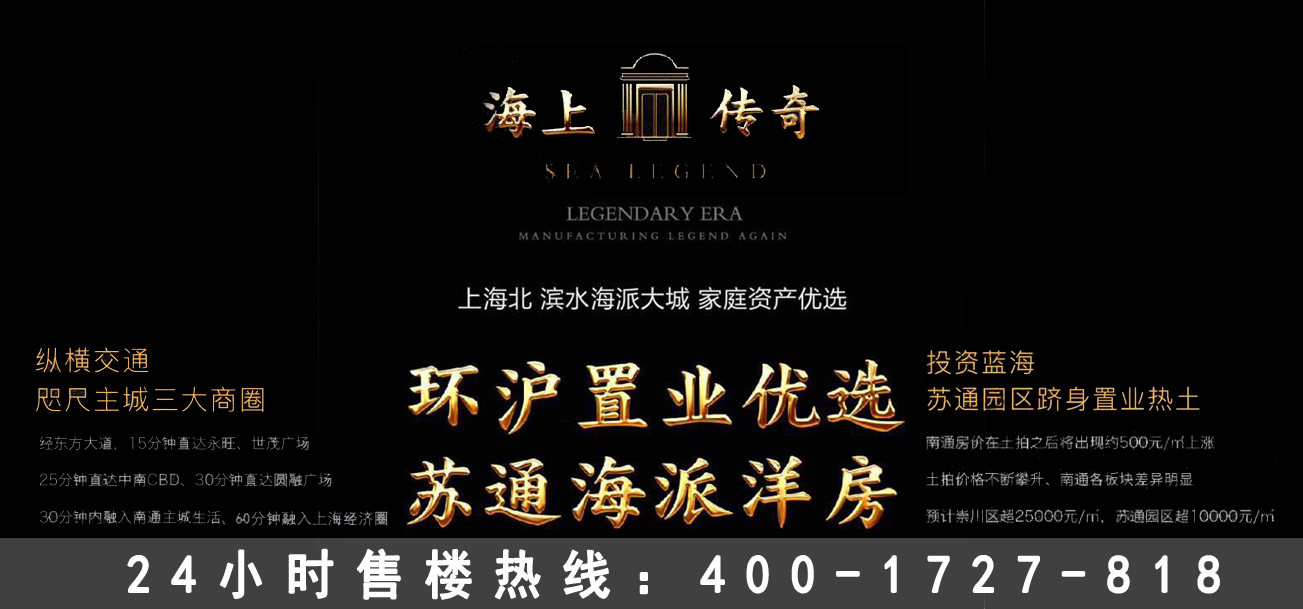 海上 传奇
SEA LEGEND
LEGENDARY ERA
MANUFACTURING LEGEND AGAIN
上海北 滨水海派大城 家庭资产优选
环沪置业优选
苏通海派洋房
纵横交通
咫尺主城三大商圈
经东方大道、15分钟直达永旺、世茂广场
25分钟直达中南CBD、30分钟直达圆融广场
30分钟内融入南通主城生活、60分钟融入上海经济圈
投资蓝海
苏通园区跻身置业热土
南通房价在土拍之后将出现约500元/㎡上涨
土拍价格不断攀升、南通各板块差异明显
预计崇川区超25000元/㎡，苏通园区超10000元/㎡
24小时售楼热线：400-1727-818